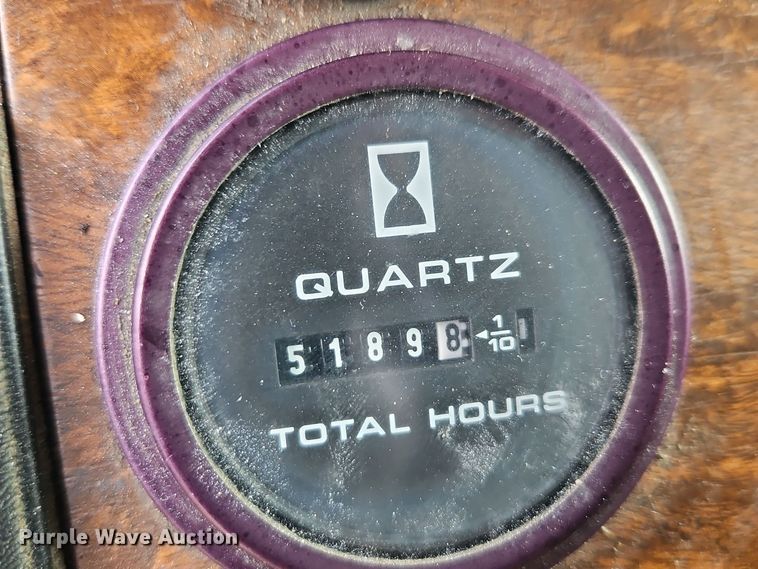 QUARTZ
51898 ◄1/10
TOTAL HOURS
Purple Wave Auction